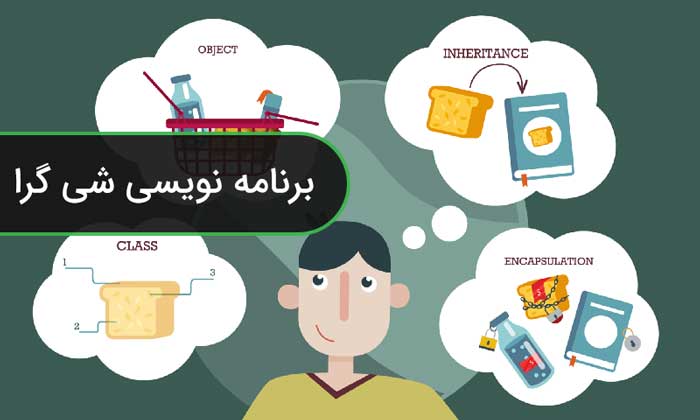 OBJECT
INHERITANCE
برنامه نویسی شی گرا
CLASS
1
3
2
ENCAPSULATION